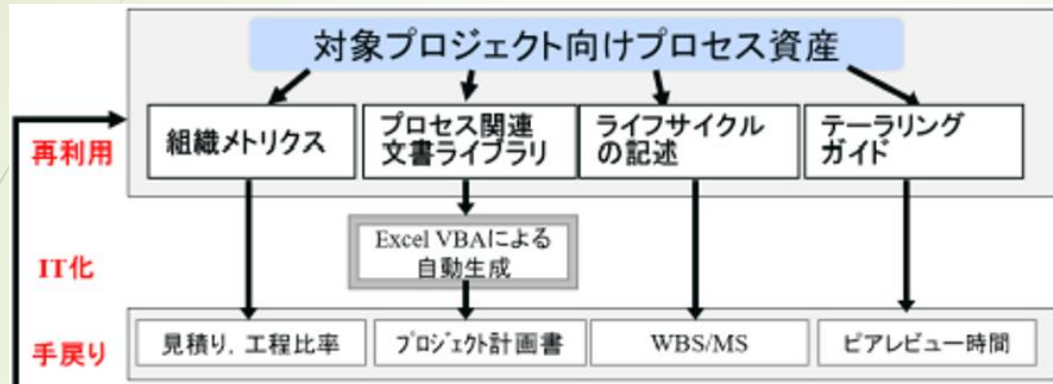 対象プロジェクト向けプロセス資産
再利用
組織メトリクス
プロセス関連
文書ライブラリ
ライフサイクル
の記述
テーラリング
ガイド
IT化
Excel VBAによる
自動生成
手戻り
見積り,工程比率
プロジェクト計画書
WBS/MS
ピアレビュー時間